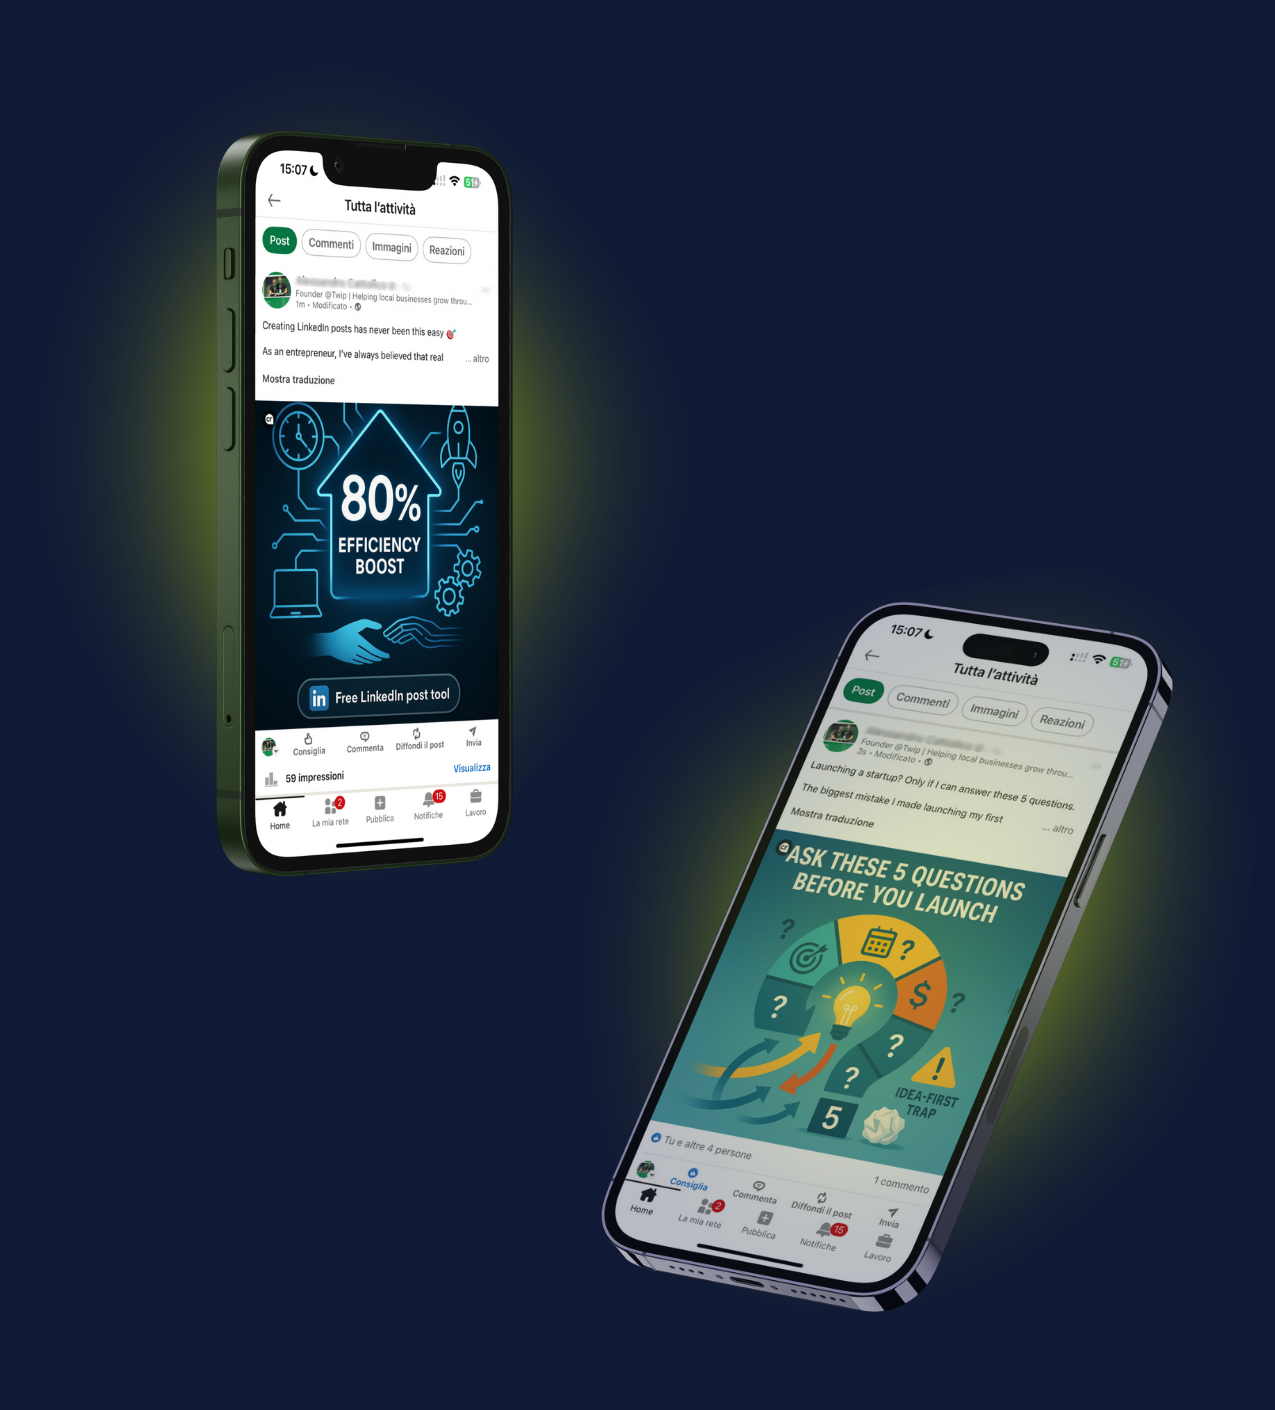 15:07
51
Tutta l'attività
Post
Commenti
Immagini
Reazioni
Founder @Twip | Helping local businesses grow throu...
1m • Modificato •
Creating LinkedIn posts has never been this easy
As an entrepreneur, I've always believed that real
... altro
Mostra traduzione
80%
EFFICIENCY
BOOST
in Free LinkedIn post tool
Consiglia
Commenta
Diffondi il post
Invia
59 impressioni
Visualizza
2
15
Home
La mia rete
Pubblica
Notifiche
Lavoro
15:07
51
Tutta l'attività
Post
Commenti
Immagini
Reazioni
Founder @Twip | Helping local businesses grow throu...
3s • Modificato •
Launching a startup? Only if I can answer these 5 questions.
The biggest mistake I made launching my first
... altro
Mostra traduzione
ASK THESE 5 QUESTIONS
BEFORE YOU LAUNCH
?
?
$
?
?
?
?
!
IDEA-FIRST
TRAP
5
Tu e altre 4 persone
1 commento
Consiglia
Commenta
Diffondi il post
Invia
2
15
Home
La mia rete
Pubblica
Notifiche
Lavoro